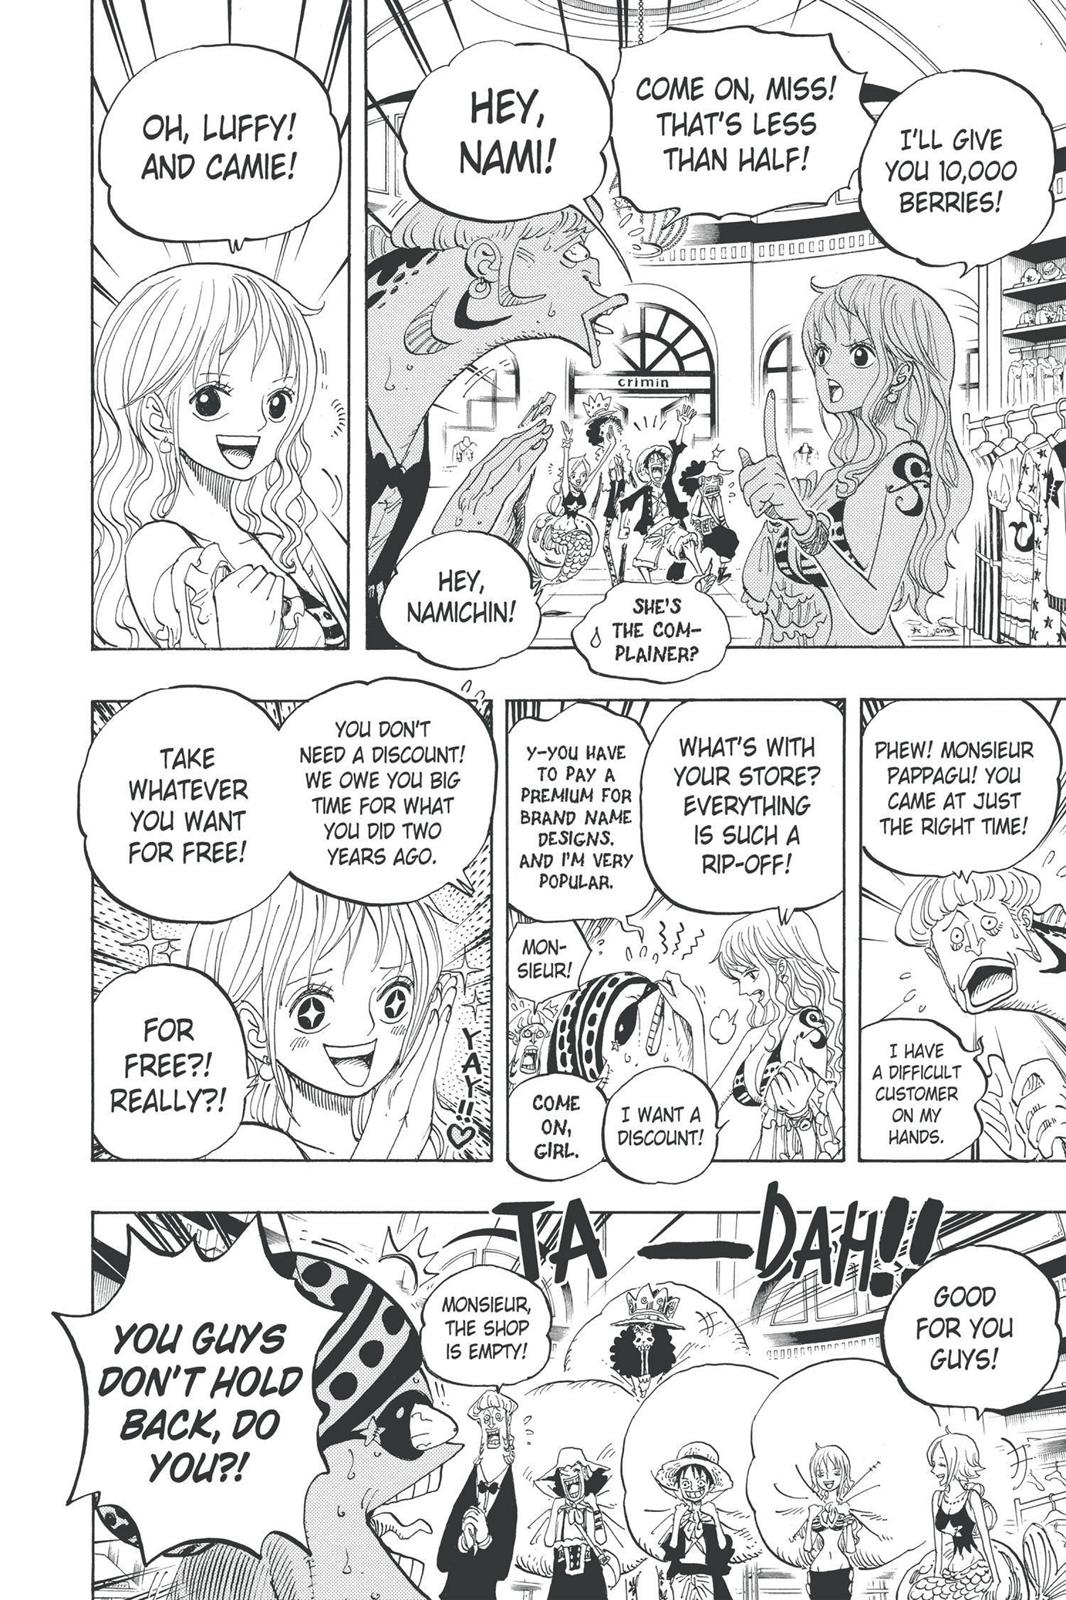 I'LL GIVE
YOU 10,000
BERRIES!
COME ON, MISS!
THAT'S LESS
THAN HALF!
HEY,
NAMI!
crimin
HEY,
NAMICHIN!
SHE'S
THE COM-
PLAINER?
OH, LUFFY!
AND CAMIE!
PHEW! MONSIEUR
PAPPAGU! YOU
CAME AT JUST
THE RIGHT TIME!
I HAVE
A DIFFICULT
CUSTOMER
ON MY
HANDS.
WHAT'S WITH
YOUR STORE?
EVERYTHING
IS SUCH A
RIP-OFF!
Y-YOU HAVE
TO PAY A
PREMIUM FOR
BRAND NAME
DESIGNS.
AND I'M VERY
POPULAR.
MON-
SIEUR!
I WANT A
DISCOUNT!
COME
ON,
GIRL.
YOU DON'T
NEED A DISCOUNT!
WE OWE YOU BIG
TIME FOR WHAT
YOU DID TWO
YEARS AGO.
TAKE
WHATEVER
YOU WANT
FOR FREE!
FOR
FREE?!
REALLY?!
YAY!!
TA—DAH!!
GOOD
FOR YOU
GUYS!
MONSIEUR,
THE SHOP
IS EMPTY!
YOU GUYS
DON'T HOLD
BACK, DO
YOU?!